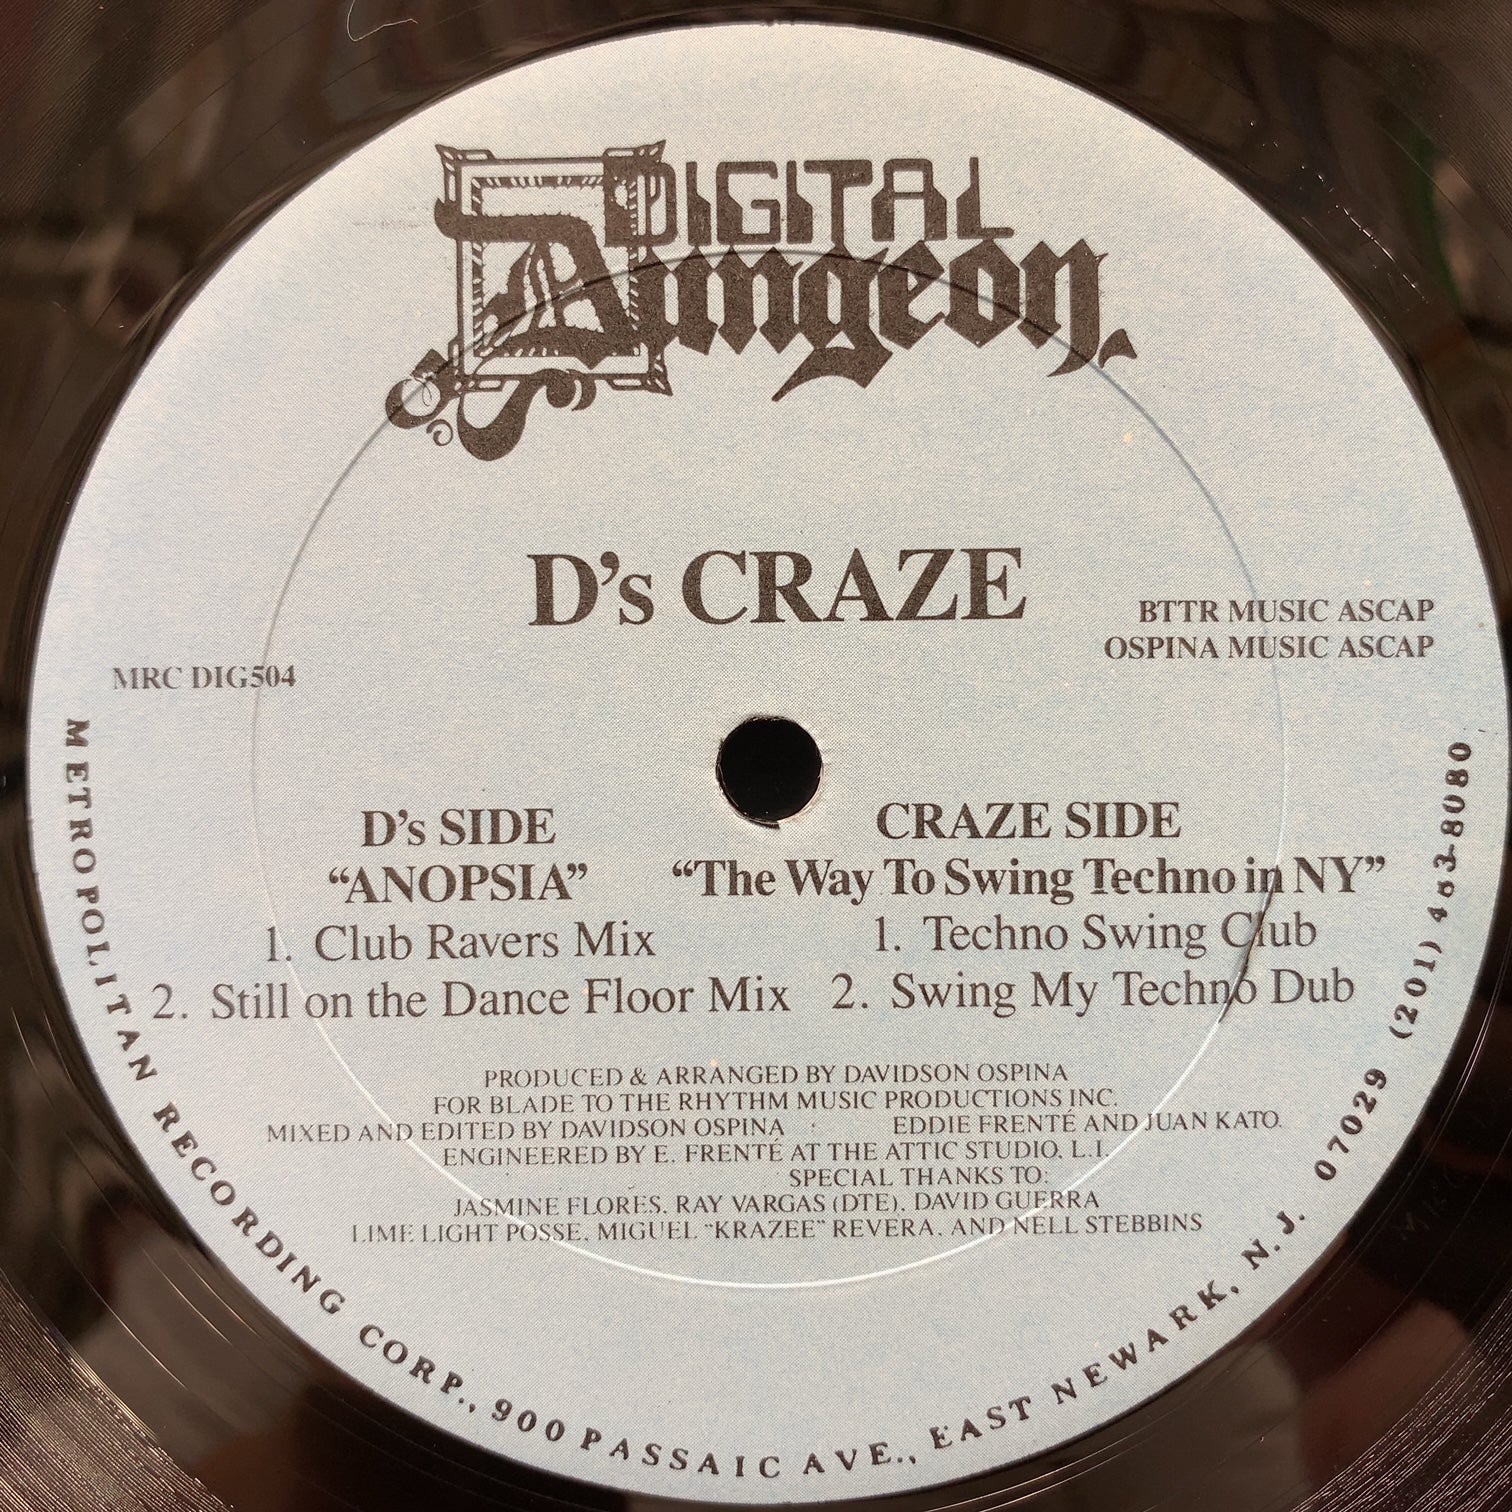 DIGITAL
Dungeon.
D's CRAZE
BTTR MUSIC ASCAP
OSPINA MUSIC ASCAP
MRC DIG504
D's SIDE
"ANOPSIA"
1. Club Ravers Mix
2. Still on the Dance Floor Mix
CRAZE SIDE
"The Way To Swing Techno in NY"
1. Techno Swing Club
2. Swing My Techno Dub
PRODUCED & ARRANGED BY DAVIDSON OSPINA
FOR BLADE TO THE RHYTHM MUSIC PRODUCTIONS INC.
MIXED AND EDITED BY DAVIDSON OSPINA EDDIE FRENTÉ AND JUAN KATO.
ENGINEERED BY E. FRENTÉ AT THE ATTIC STUDIO, L.I.
SPECIAL THANKS TO:
JASMINE FLORES, RAY VARGAS (DTE), DAVID GUERRA
LIME LIGHT POSSE, MIGUEL "KRAZEE" REVERA, AND NELL STEBBINS
METROPOLITAN RECORDING CORP., 900 PASSAIC AVE., EAST NEWARK, N.J. 07029 (201) 483-8080